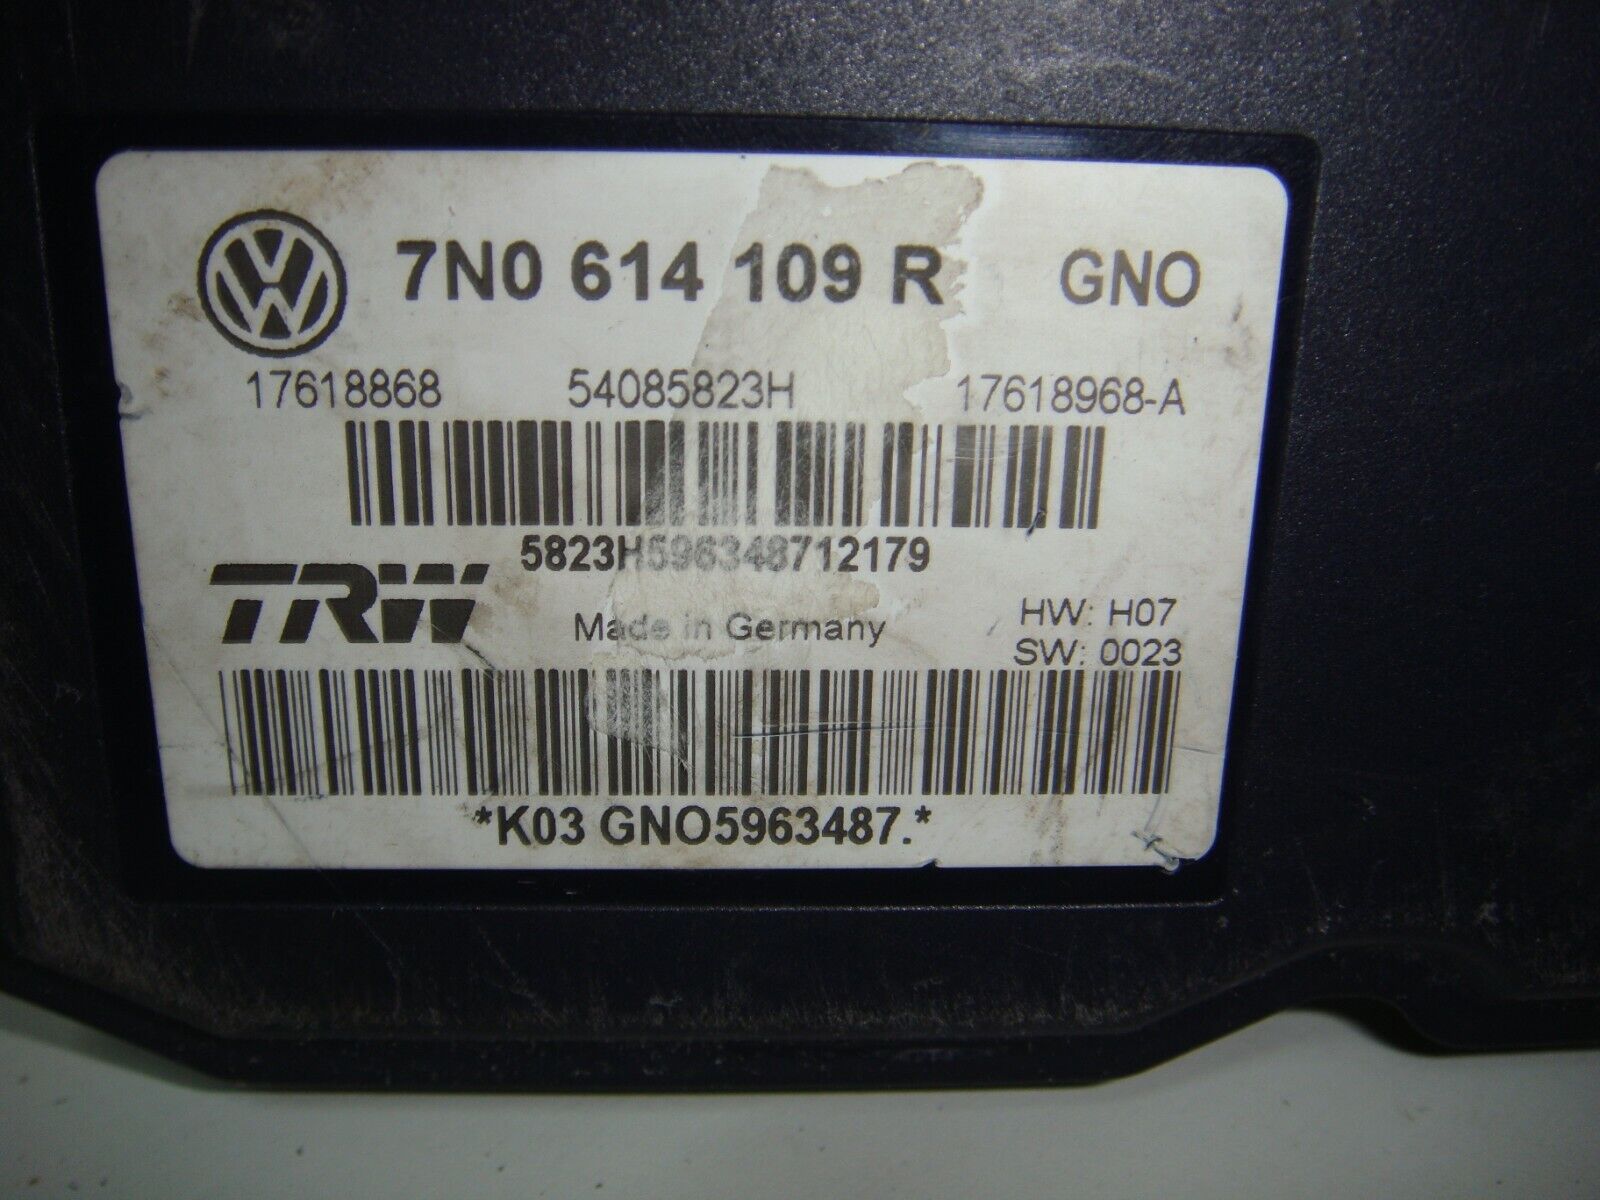 7N0 614 109 R GNO
17618868 54085823H 17618968-A
5823H596348712179
TRW
Made in Germany
HW: H07
SW: 0023
*K03 GNO5963487.*